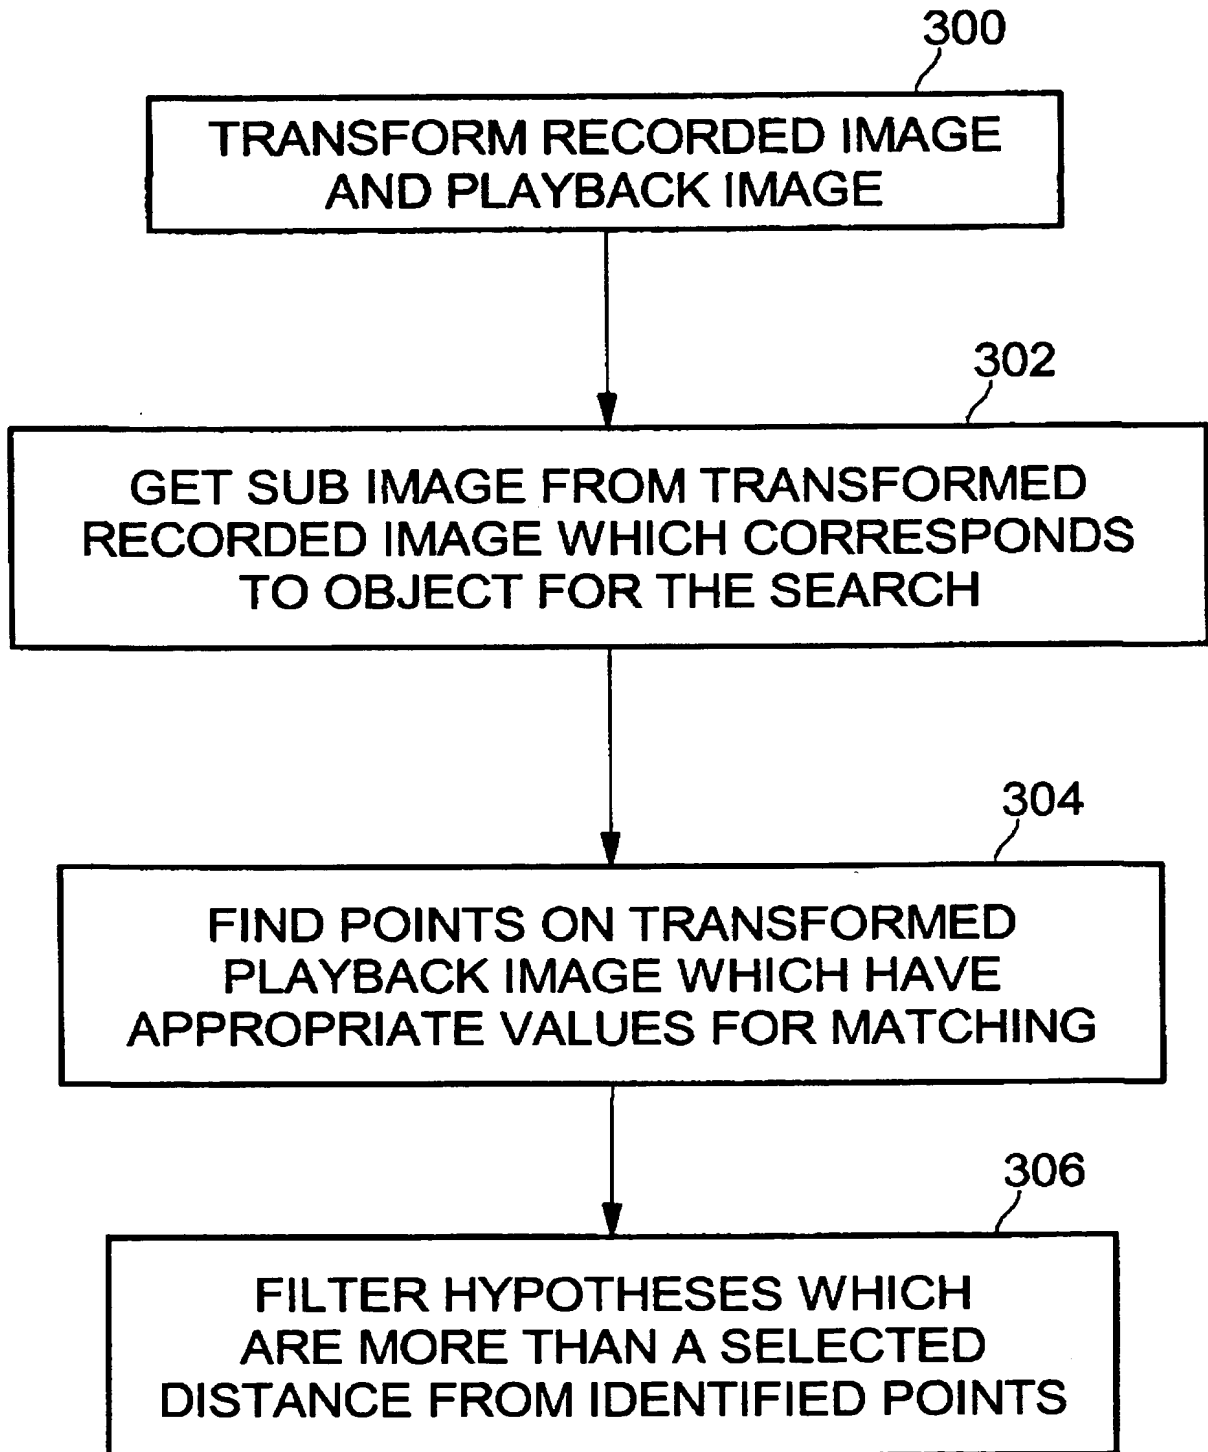 300
TRANSFORM RECORDED IMAGE
AND PLAYBACK IMAGE
302
GET SUB IMAGE FROM TRANSFORMED
RECORDED IMAGE WHICH CORRESPONDS
TO OBJECT FOR THE SEARCH
304
FIND POINTS ON TRANSFORMED
PLAYBACK IMAGE WHICH HAVE
APPROPRIATE VALUES FOR MATCHING
306
FILTER HYPOTHESES WHICH
ARE MORE THAN A SELECTED
DISTANCE FROM IDENTIFIED POINTS